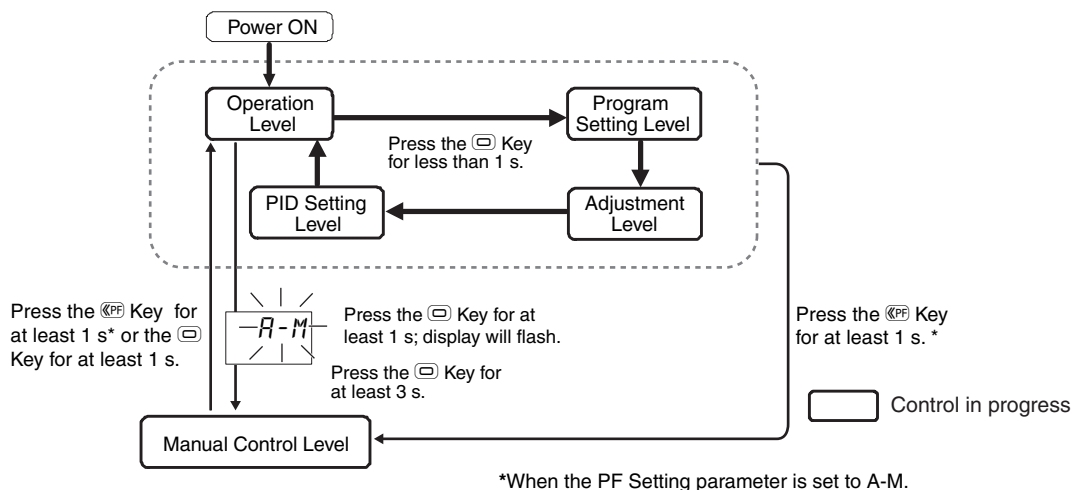 Power ON
Operation
Level
Program
Setting Level
Press the Key
for less than 1 s.
PID Setting
Level
Adjustment
Level
Press the «PF Key for
at least 1 s* or the
Key for at least 1 s.
A-M
Press the Key for at
least 1 s; display will flash.
Press the Key for
at least 3 s.
Press the «PF Key
for at least 1 s. *
Control in progress
Manual Control Level
*When the PF Setting parameter is set to A-M.